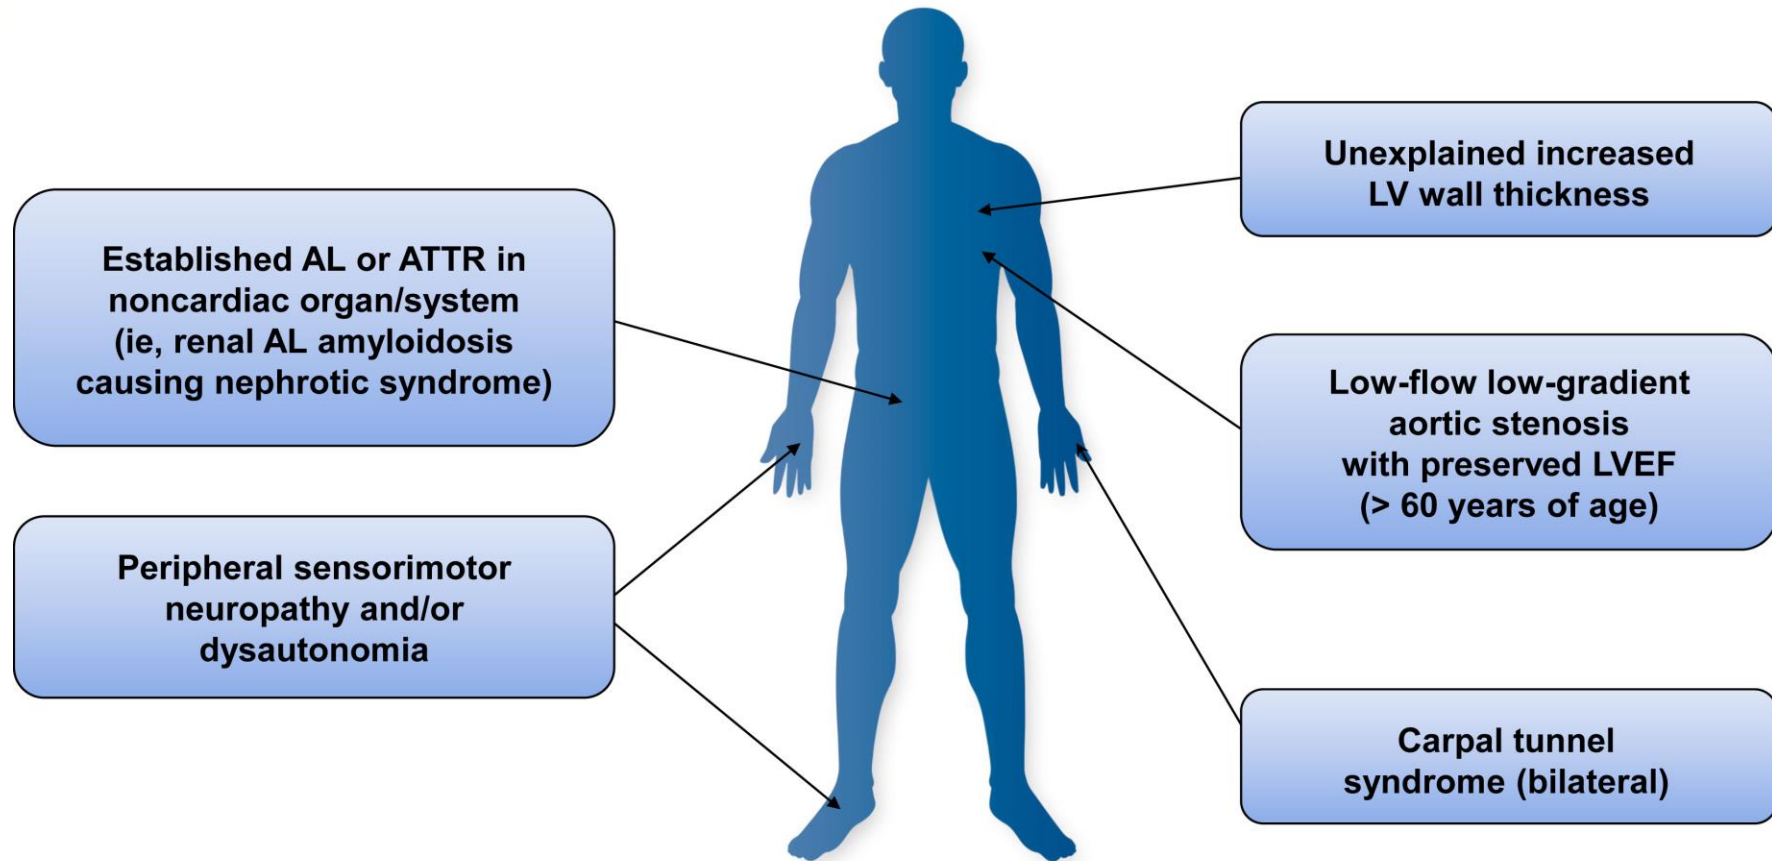 Established AL or ATTR in
noncardiac organ/system
(ie, renal AL amyloidosis
causing nephrotic syndrome)
Peripheral sensorimotor
neuropathy and/or
dysautonomia
Unexplained increased
LV wall thickness
Low-flow low-gradient
aortic stenosis
with preserved LVEF
(> 60 years of age)
Carpal tunnel
syndrome (bilateral)